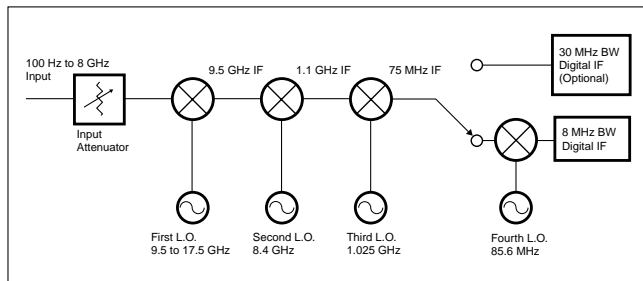 100 Hz to 8 GHz
Input
Input
Attenuator
9.5 GHz IF
1.1 GHz IF
75 MHz IF
30 MHz BW
Digital IF
(Optional)
8 MHz BW
Digital IF
First L.O.
9.5 to 17.5 GHz
Second L.O.
8.4 GHz
Third L.O.
1.025 GHz
Fourth L.O.
85.6 MHz